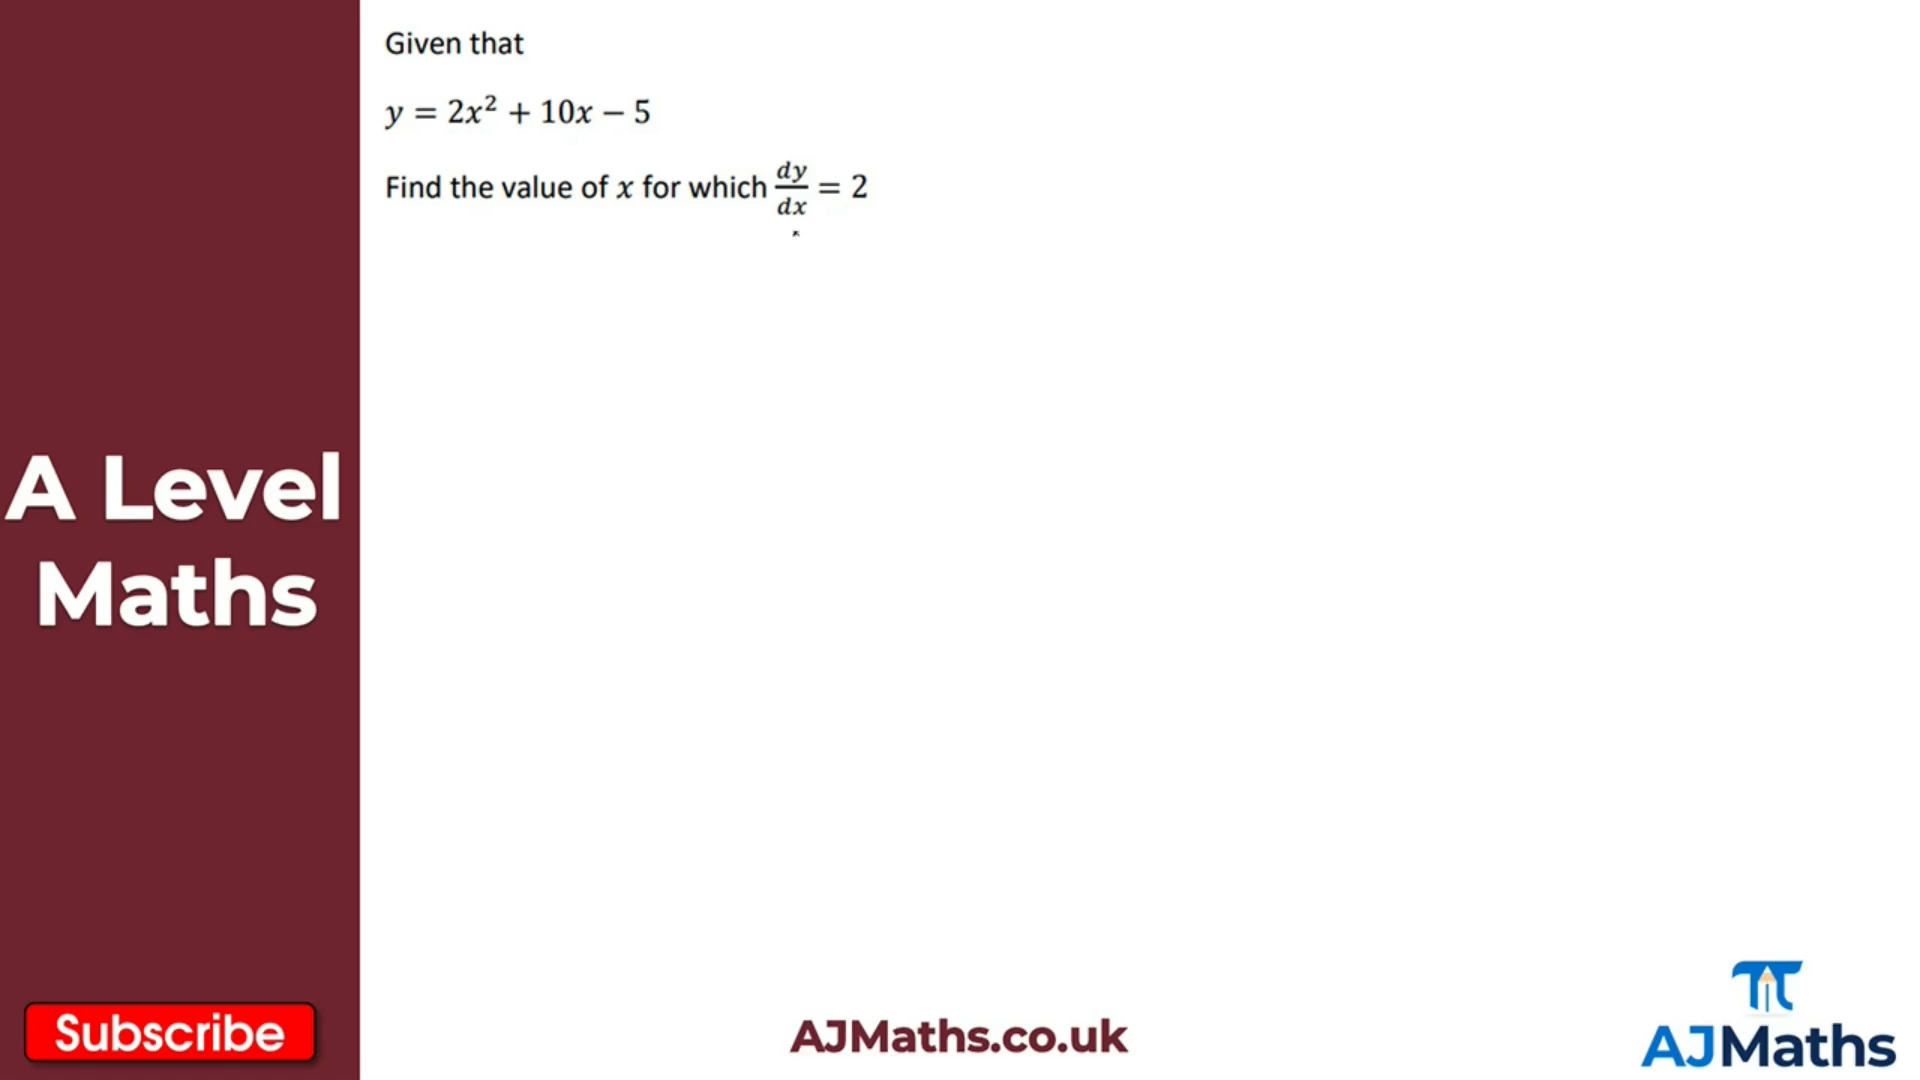 Given that
y = 2x² + 10x − 5
Find the value of x for which dy/dx = 2
A Level
Maths
Subscribe
AJMaths.co.uk
AJMaths